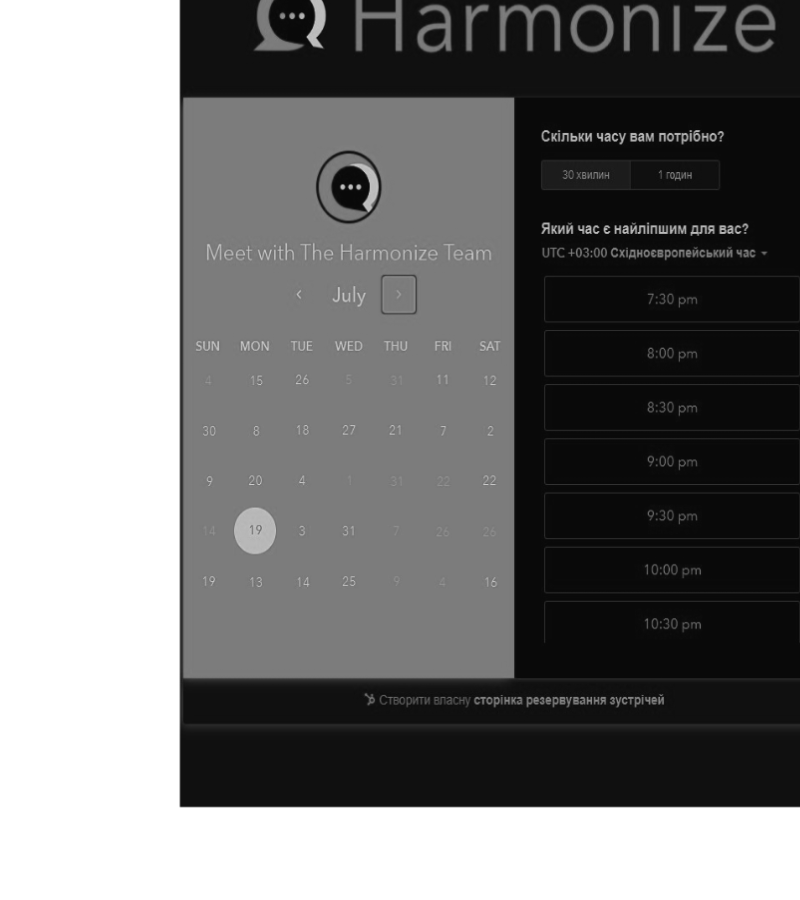 Harmonize
Meet with The Harmonize Team
July
SUN MON TUE WED THU FRI SAT
4 15 26 5 31 11 12
30 8 18 27 21 7 2
9 20 4 1 31 22 22
14 19 3 31 7 26 26
19 13 14 25 9 4 16
Скільки часу вам потрібно?
30 хвилин 1 годин
Який час є найліпшим для вас?
UTC +03:00 Східноєвропейський час
7:30 pm
8:00 pm
8:30 pm
9:00 pm
9:30 pm
10:00 pm
10:30 pm
Створити власну сторінка резервування зустрічей